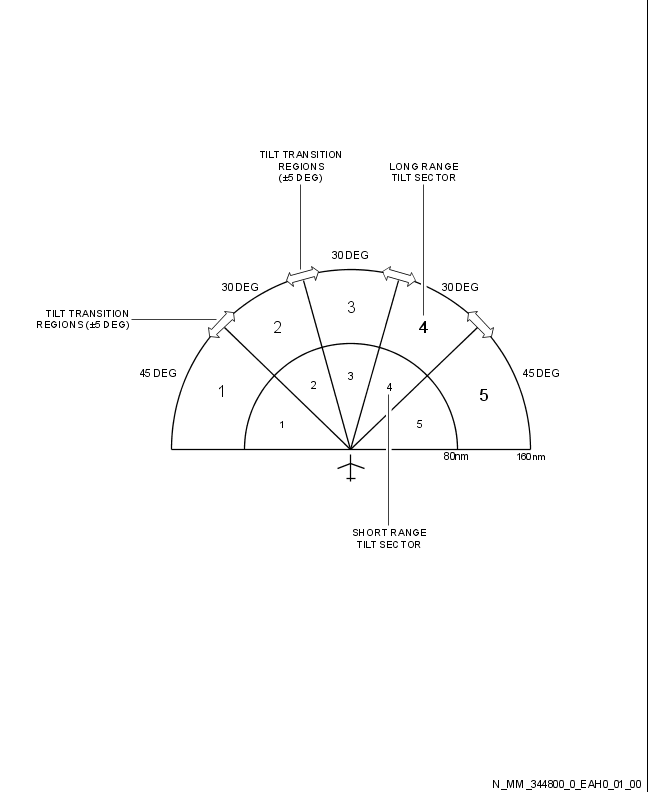 TILT TRANSITION
REGIONS
(±5 DEG)
LONG RANGE
TILT SECTOR
30 DEG
30 DEG
30 DEG
TILT TRANSITION
REGIONS (±5 DEG)
3
2
4
45 DEG
45 DEG
3
2
4
1
5
1
5
80nm
160nm
SHORT RANGE
TILT SECTOR
N_MM_344800_0_EAH0_01_00